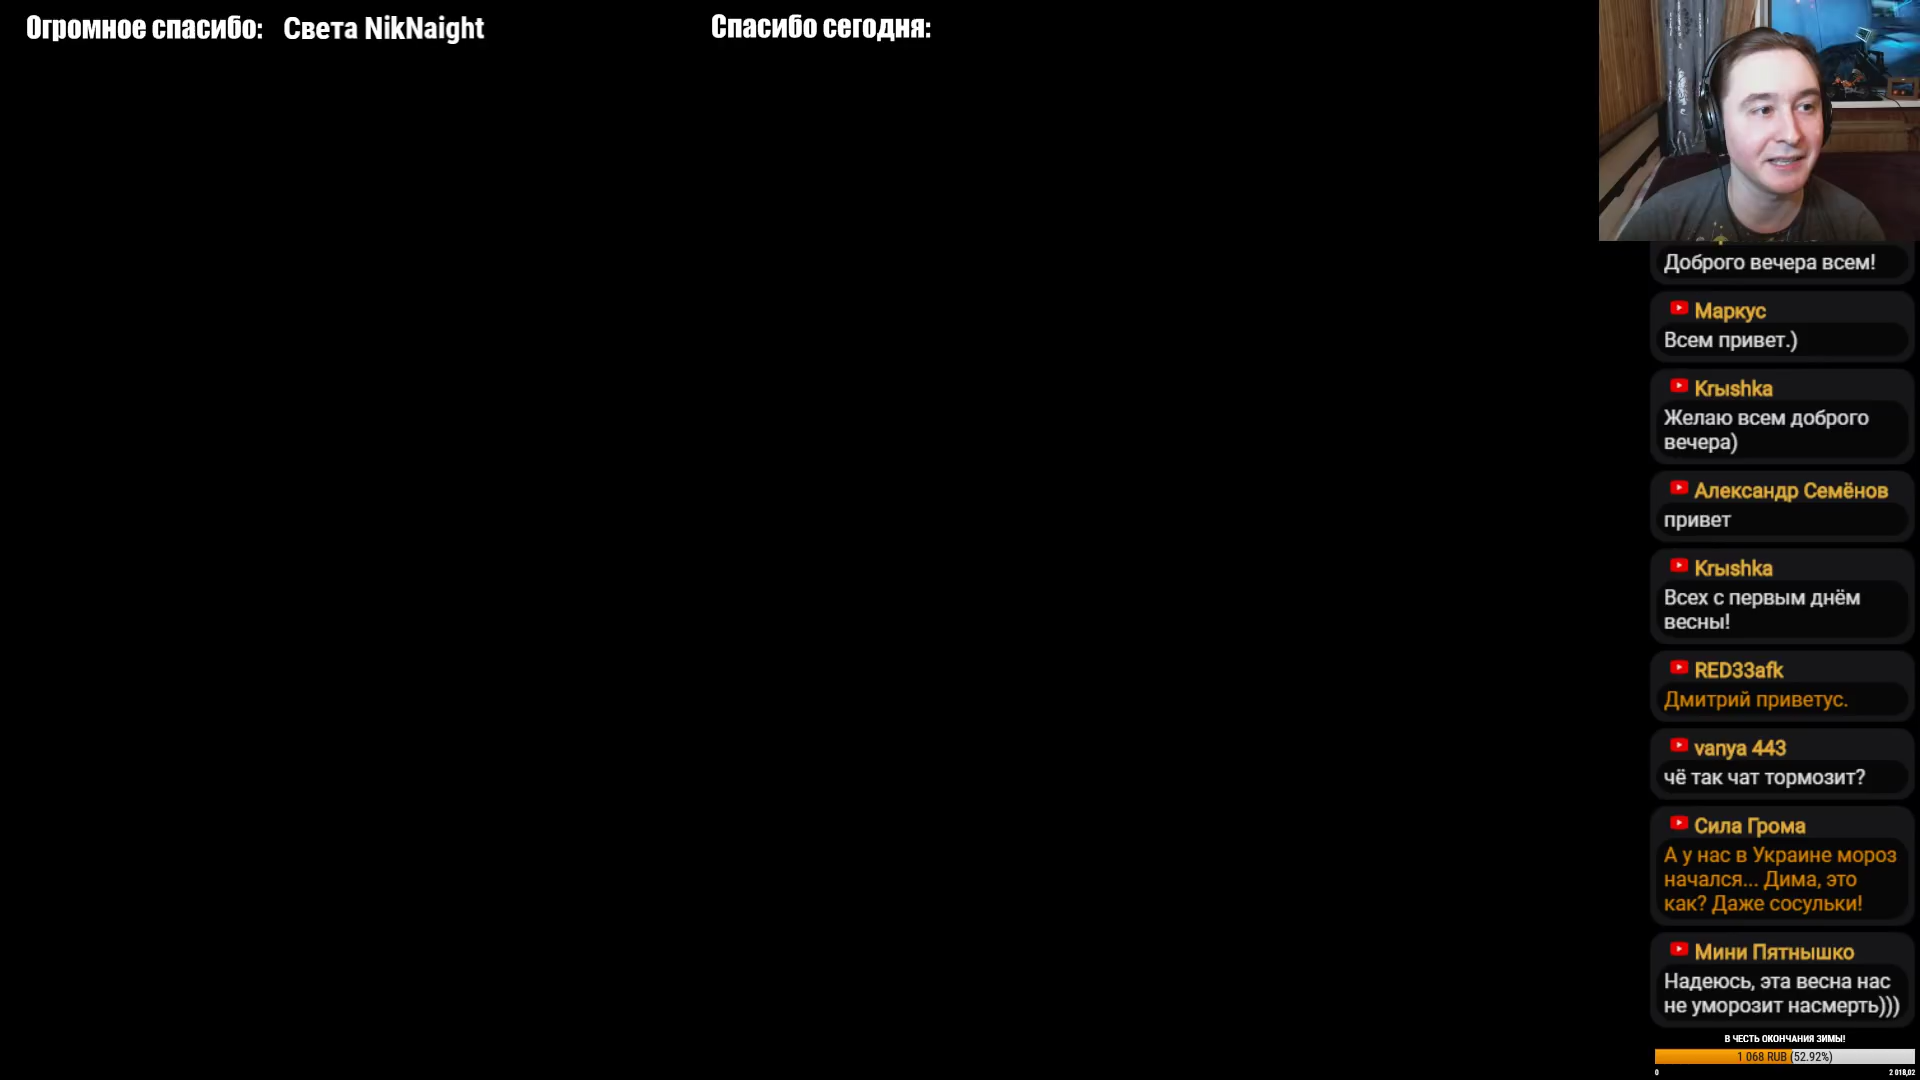 Огромное спасибо: Света NikNaight
Спасибо сегодня:
Доброго вечера всем!
Маркус
Всем привет.)
Krыshka
Желаю всем доброго
вечера)
Александр Семёнов
привет
Krыshka
Всех с первым днём
весны!
RED33afk
Дмитрий приветус.
vanya 443
чё так чат тормозит?
Сила Грома
А у нас в Украине мороз
начался... Дима, это
как? Даже сосульки!
Мини Пятнышко
Надеюсь, эта весна нас
не уморозит насмерть)))
В ЧЕСТЬ ОКОНЧАНИЯ ЗИМЫ!
1 068 RUB (52.92%)
0 2 018,02